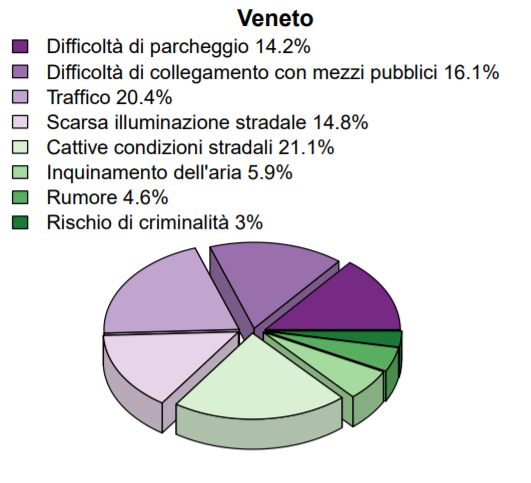 Veneto
Difficoltà di parcheggio 14.2%
Difficoltà di collegamento con mezzi pubblici 16.1%
Traffico 20.4%
Scarsa illuminazione stradale 14.8%
Cattive condizioni stradali 21.1%
Inquinamento dell'aria 5.9%
Rumore 4.6%
Rischio di criminalità 3%